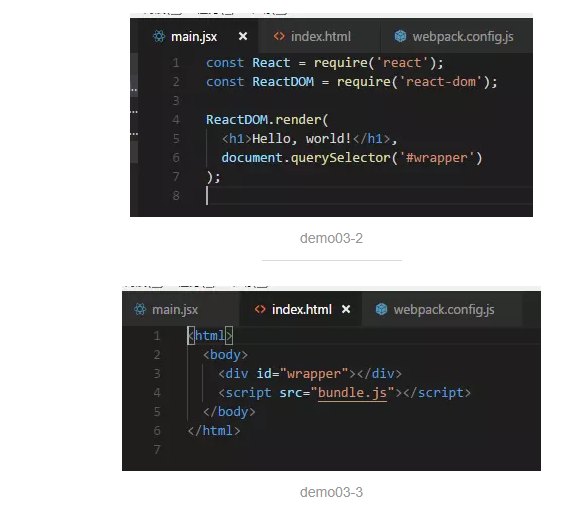 main.jsx index.html webpack.config.js
1 const React = require('react');
2 const ReactDOM = require('react-dom');
3
4 ReactDOM.render(
5 <h1>Hello, world!</h1>,
6 document.querySelector('#wrapper')
7 );
8
demo03-2
main.jsx index.html webpack.config.js
1 <html>
2 <body>
3 <div id="wrapper"></div>
4 <script src="bundle.js"></script>
5 </body>
6 </html>
7
demo03-3